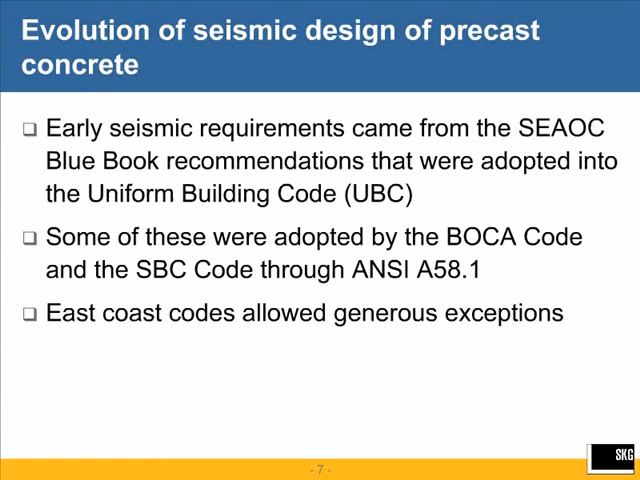 Evolution of seismic design of precast
concrete
Early seismic requirements came from the SEAOC
Blue Book recommendations that were adopted into
the Uniform Building Code (UBC)
Some of these were adopted by the BOCA Code
and the SBC Code through ANSI A58.1
East coast codes allowed generous exceptions
- 7 -
SKG